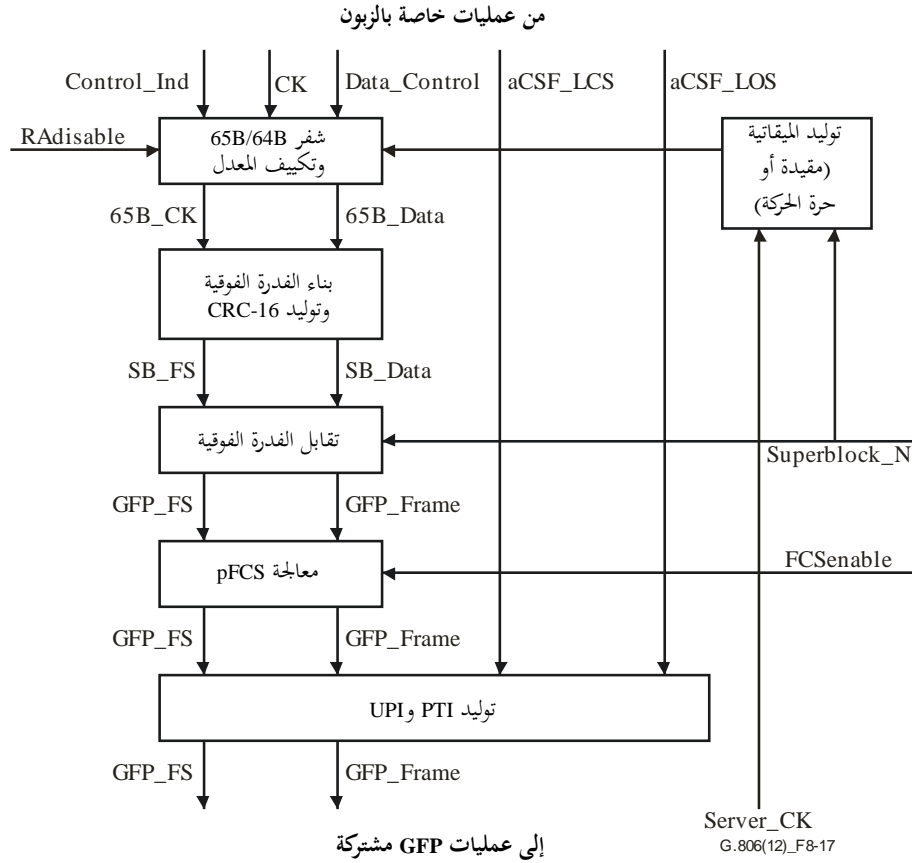 من عمليات خاصة بالزبون
Control_Ind
CK
Data_Control
aCSF_LCS
aCSF_LOS
RAdisable
شفر 65B/64B
وتكييف المعدل
توليد الميقاتية
(مقيدة أو
حرة الحركة)
65B_CK
65B_Data
بناء الفدرة الفوقية
وتوليد CRC-16
SB_FS
SB_Data
تقابل الفدرة الفوقية
Superblock_N
GFP_FS
GFP_Frame
معالجة pFCS
FCSenable
GFP_FS
GFP_Frame
توليد PTI وUPI
GFP_FS
GFP_Frame
Server_CK
إلى عمليات GFP مشتركة
G.806(12)_F8-17